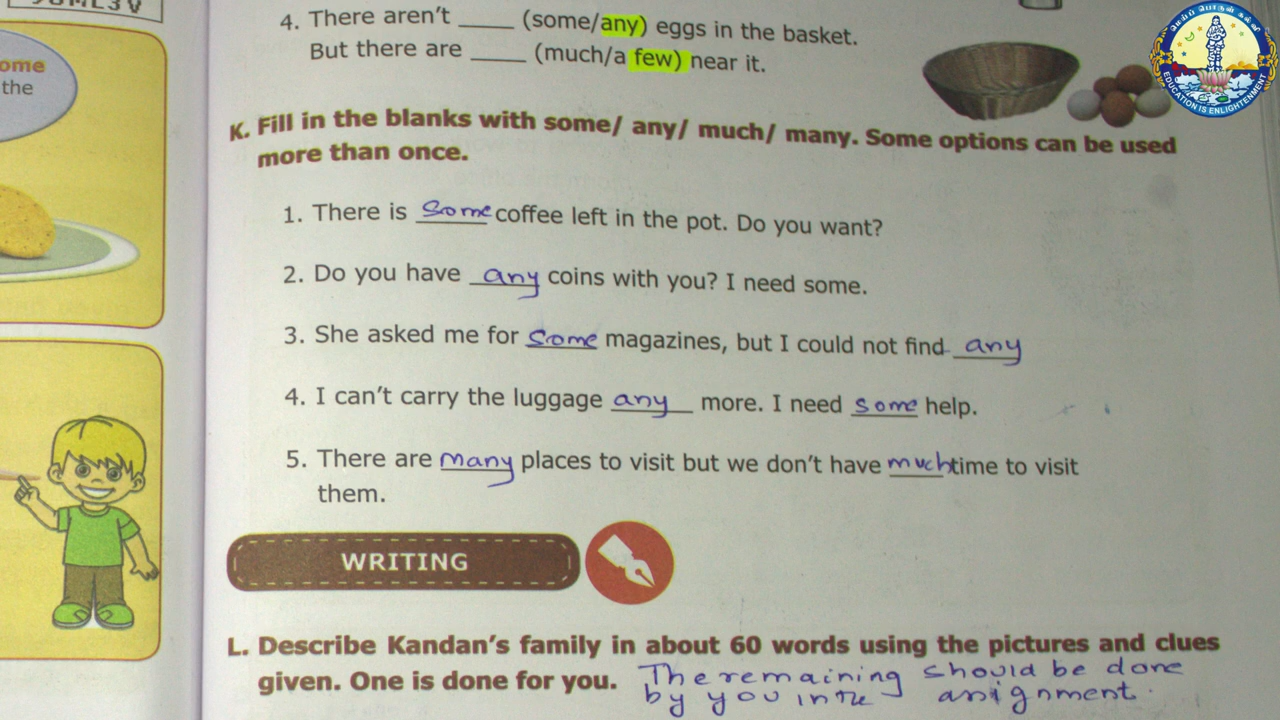 ome
the
4. There aren't ____ (some/any) eggs in the basket.
But there are ____ (much/a few) near it.
மெய்ப் பொருள் கல்வி
EDUCATION IS ENLIGHTENMENT
K. Fill in the blanks with some/ any/ much/ many. Some options can be used
more than once.
1. There is some coffee left in the pot. Do you want?
2. Do you have any coins with you? I need some.
3. She asked me for some magazines, but I could not find any
4. I can't carry the luggage any more. I need some help.
5. There are many places to visit but we don't have much time to visit
them.
WRITING
L. Describe Kandan's family in about 60 words using the pictures and clues
given. One is done for you. The remaining should be done
by you in the assignment.